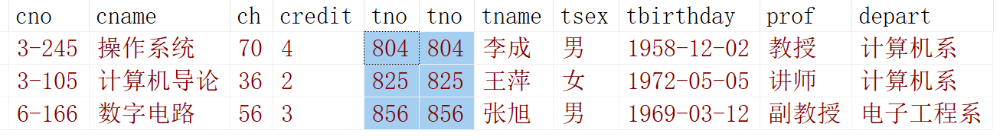 cno cname ch credit tno tno tname tsex tbirthday prof depart
3-245 操作系统 70 4 804 804 李成 男 1958-12-02 教授 计算机系
3-105 计算机导论 36 2 825 825 王萍 女 1972-05-05 讲师 计算机系
6-166 数字电路 56 3 856 856 张旭 男 1969-03-12 副教授 电子工程系